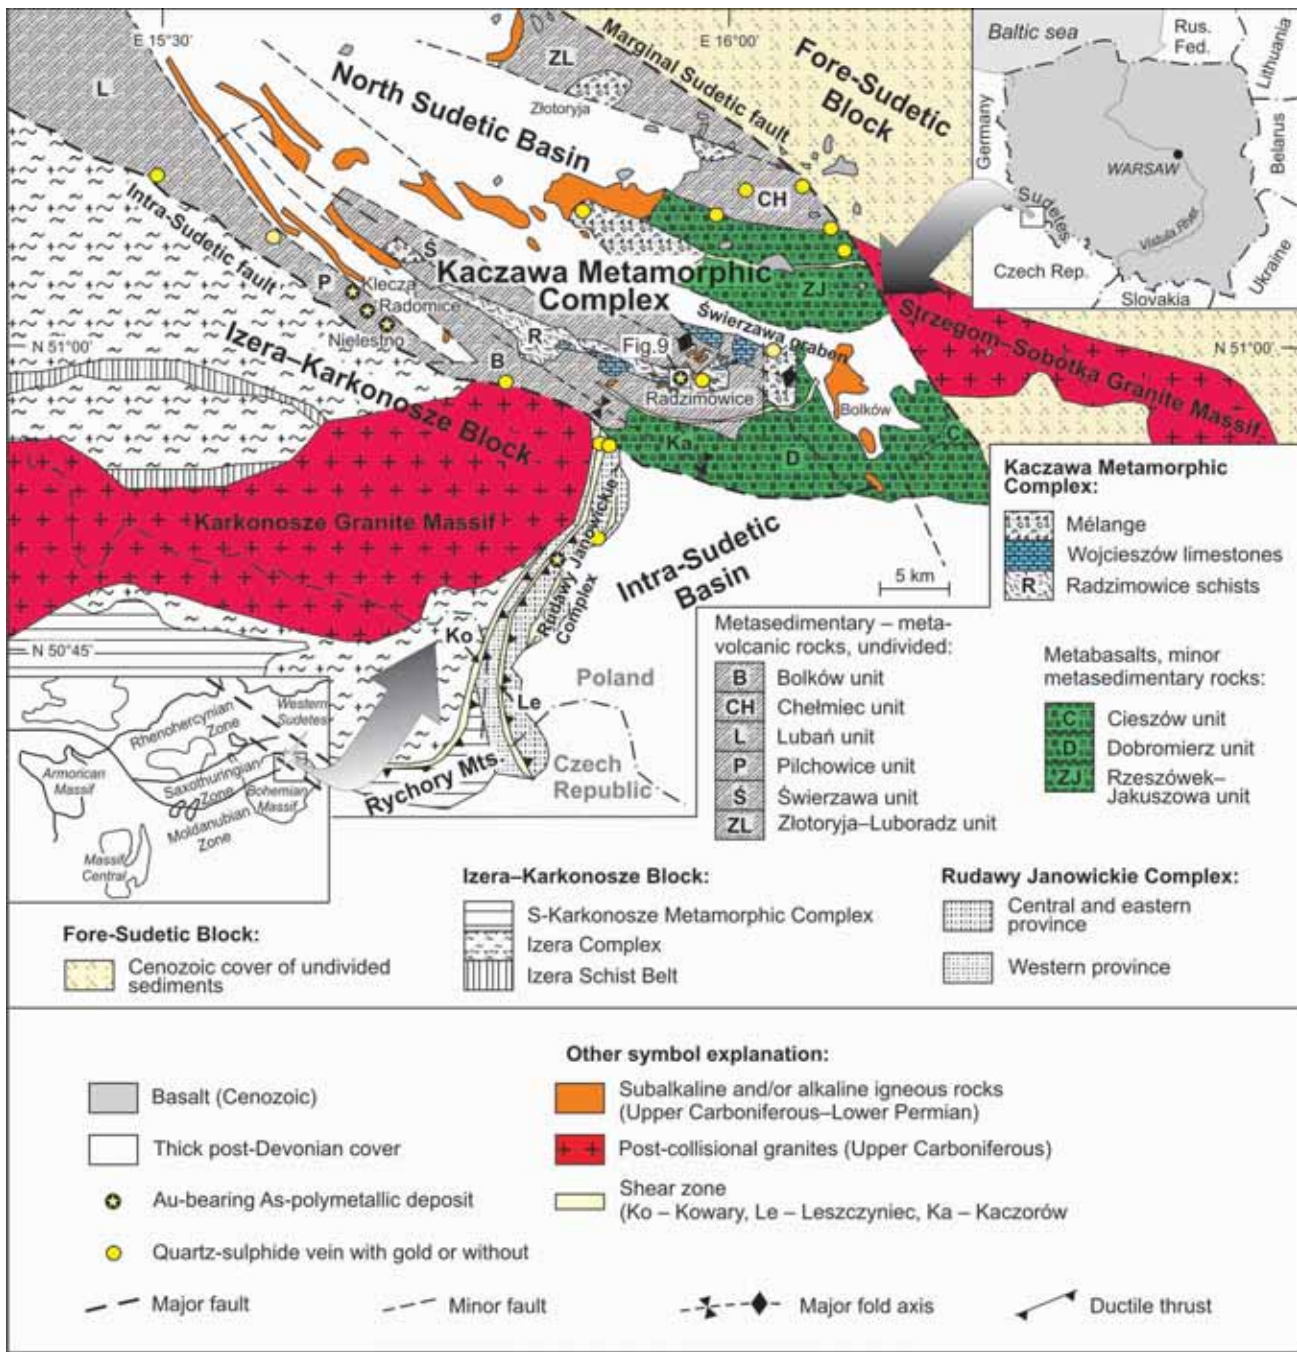 E 15°30'
E 16°00'
Baltic sea
Rus.
Fed.
Lithuania
Germany
Belarus
WARSAW
Sudetes
Vistula River
Czech Rep.
Ukraine
Slovakia
L
ZL
Złotoryja
Marginal Sudetic fault
Fore-Sudetic
Block
North Sudetic Basin
CH
Intra-Sudetic fault
Ś
Kaczawa Metamorphic
Complex
ZJ
P
Klecza
Radomice
Nielestno
R
Świerzawa graben
Fig.9
N 51°00'
N 51°00'
Strzegom–Sobótka Granite Massif
B
Radzimowice
Bolków
Izera–Karkonosze Block
Ka
D
C
Karkonosze Granite Massif
Intra-Sudetic
Basin
5 km
Rudawy Janowickie
Complex
Ko
N 50°45'
Le
Poland
Czech
Republic
Rychory Mts.
Western
Sudetes
Rhenohercynian
Zone
Armorican
Massif
Saxothuringian
Zone
Bohemian
Massif
Moldanubian
Zone
Massif
Central
Kaczawa Metamorphic
Complex:
Mélange
Wojcieszów limestones
R Radzimowice schists
Metasedimentary – meta-
volcanic rocks, undivided:
B Bolków unit
CH Chełmiec unit
L Lubań unit
P Pilchowice unit
Ś Świerzawa unit
ZL Złotoryja–Luboradz unit
Metabasalts, minor
metasedimentary rocks:
C Cieszów unit
D Dobromierz unit
ZJ Rzeszówek–
Jakuszowa unit
Izera–Karkonosze Block:
S-Karkonosze Metamorphic Complex
Izera Complex
Izera Schist Belt
Rudawy Janowickie Complex:
Central and eastern
province
Western province
Fore-Sudetic Block:
Cenozoic cover of undivided
sediments
Other symbol explanation:
Basalt (Cenozoic)
Thick post-Devonian cover
Au-bearing As-polymetallic deposit
Quartz-sulphide vein with gold or without
Subalkaline and/or alkaline igneous rocks
(Upper Carboniferous–Lower Permian)
Post-collisional granites (Upper Carboniferous)
Shear zone
(Ko – Kowary, Le – Leszczyniec, Ka – Kaczorów
Major fault
Minor fault
Major fold axis
Ductile thrust